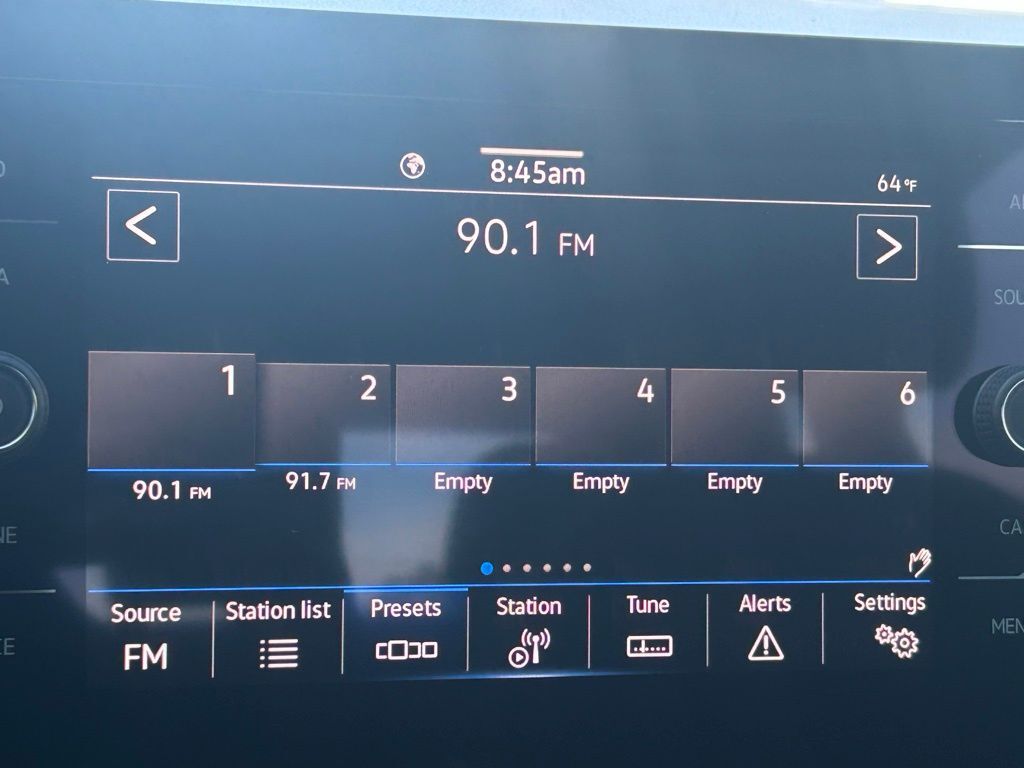 8:45am
64°F
<
90.1 FM
>
1 2 3 4 5 6
90.1 FM 91.7 FM Empty Empty Empty Empty
Source Station list Presets Station Tune Alerts Settings
FM